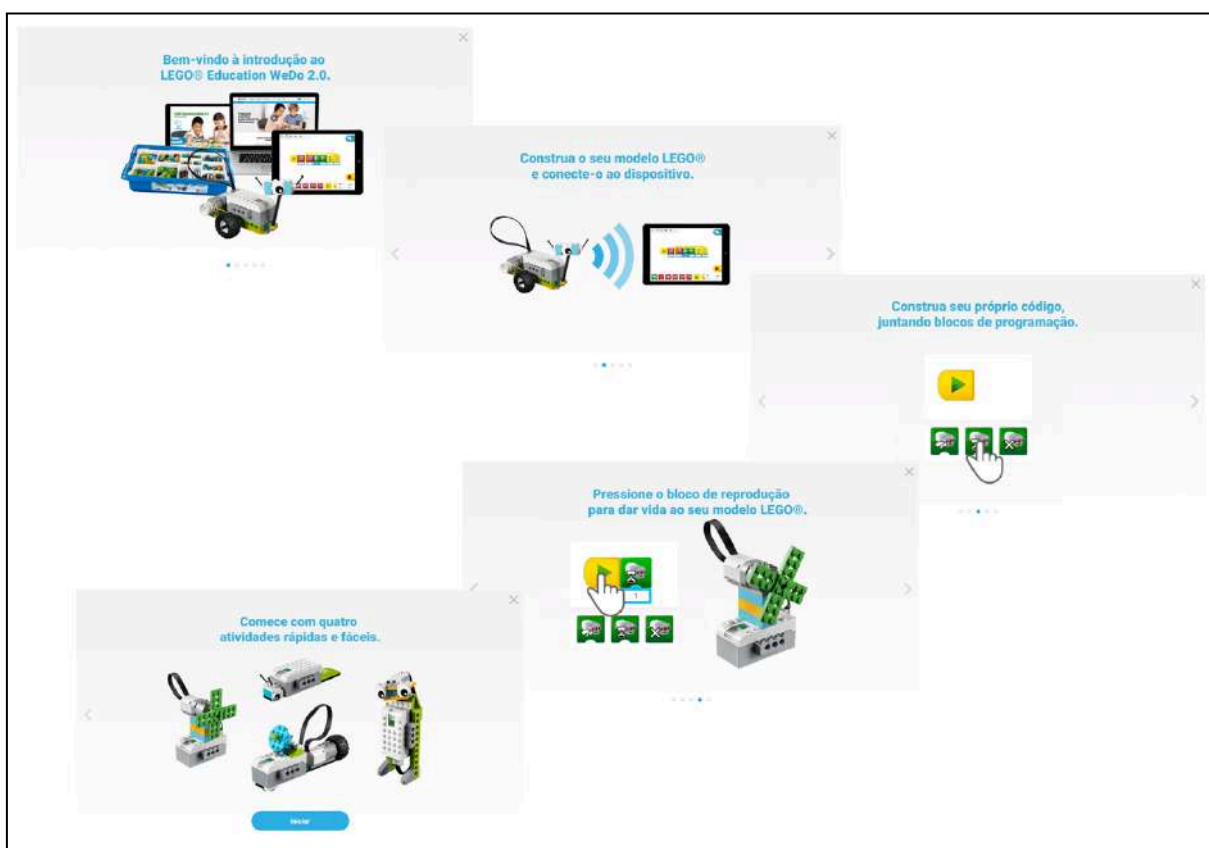 Bem-vindo à introdução ao
LEGO® Education WeDo 2.0.
Construa o seu modelo LEGO®
e conecte-o ao dispositivo.
Construa seu próprio código,
juntando blocos de programação.
Pressione o bloco de reprodução
para dar vida ao seu modelo LEGO®.
1
Comece com quatro
atividades rápidas e fáceis.
Iniciar